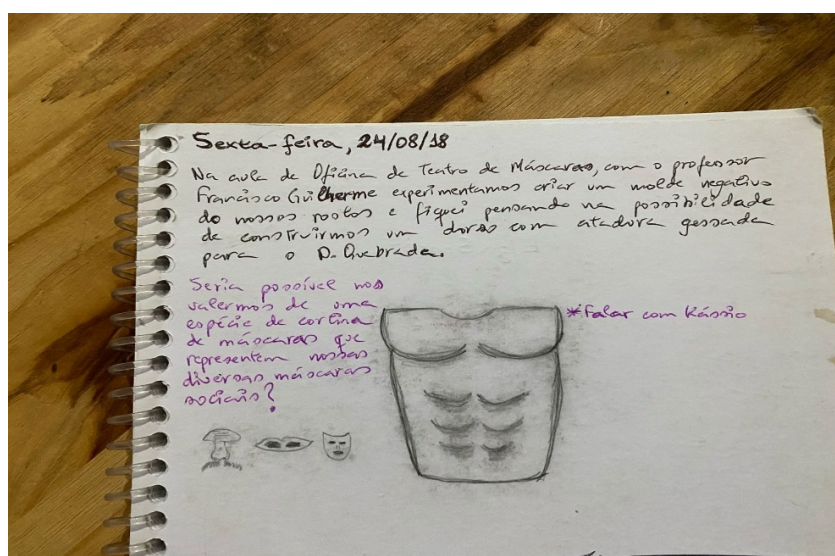 Sexta-feira, 24/08/18
Na aula de Oficina de Teatro de Máscaras, com o professor
Francisco Guilherme experimentamos criar um molde negativo
do nossos rostos e fiquei pensando na possibilidade
de construirmos um dorso com atadura gessada
para o D. Quebrada.
Seria possível nos
valermos de uma
espécie de cortina
de máscaras que
representem nossas
diversas máscaras
sociais?
*Falar com Kássio